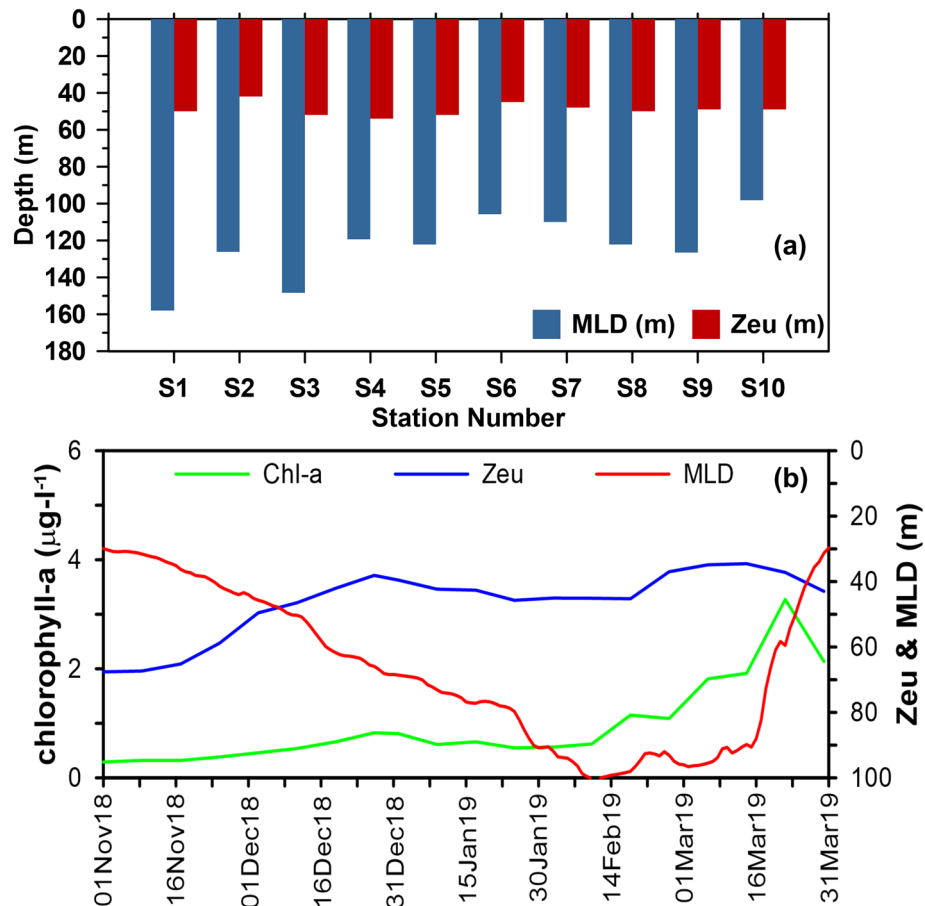 0
20
40
60
80
100
120
140
160
180
Depth (m)
(a)
MLD (m) Zeu (m)
S1 S2 S3 S4 S5 S6 S7 S8 S9 S10
Station Number
6
4
2
0
chlorophyll-a (µg-l-1)
Chl-a Zeu MLD (b)
0
20
40
60
80
100
Zeu & MLD (m)
01Nov18
16Nov18
01Dec18
16Dec18
31Dec18
15Jan19
30Jan19
14Feb19
01Mar19
16Mar19
31Mar19